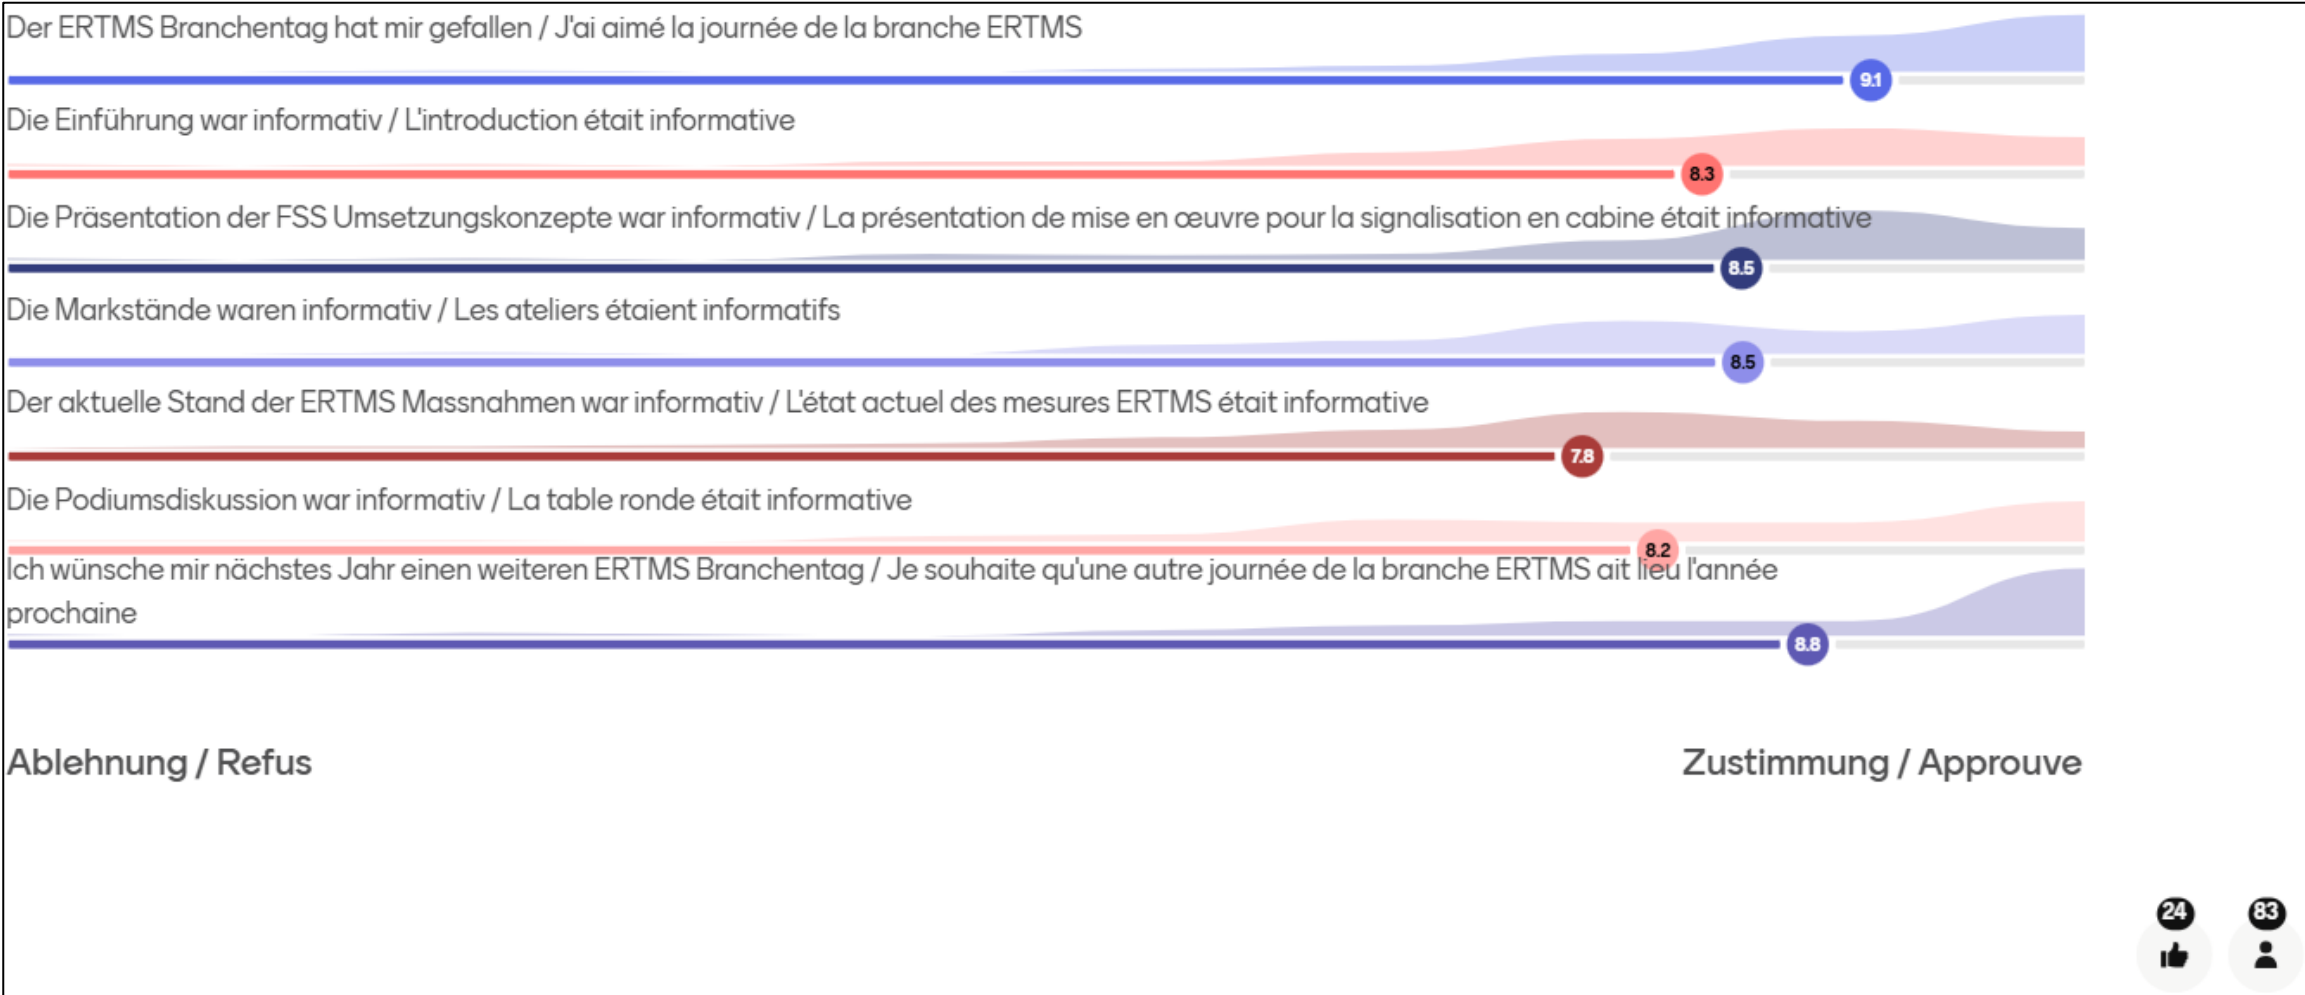 Der ERTMS Branchentag hat mir gefallen / J'ai aimé la journée de la branche ERTMS
9.1
Die Einführung war informativ / L'introduction était informative
8.3
Die Präsentation der FSS Umsetzungskonzepte war informativ / La présentation de mise en œuvre pour la signalisation en cabine était informative
8.5
Die Markstände waren informativ / Les ateliers étaient informatifs
8.5
Der aktuelle Stand der ERTMS Massnahmen war informativ / L'état actuel des mesures ERTMS était informative
7.8
Die Podiumsdiskussion war informativ / La table ronde était informative
8.2
Ich wünsche mir nächstes Jahr einen weiteren ERTMS Branchentag / Je souhaite qu'une autre journée de la branche ERTMS ait lieu l'année
prochaine
8.8
Ablehnung / Refus
Zustimmung / Approuve
24
83